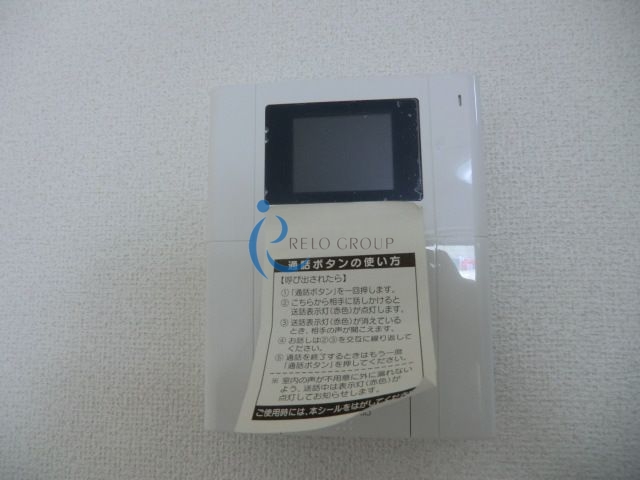 RELO GROUP
通話ボタンの使い方
【呼び出されたら】
①「通話ボタン」を一回押します。
②こちらから相手に話しかけると
送話表示灯(赤色)が点灯します。
③送話表示灯(赤色)が消えている
とき、相手の声が聞こえます。
④お話しは②③を交互に繰り返して
ください。
⑤通話を終了するときはもう一度
「通話ボタン」を押してください。
※室内の声が不用意に外に漏れない
よう、送話中は表示灯(赤色)が
点灯してお知らせします。
ご使用時には、本シールをはがしてくださ